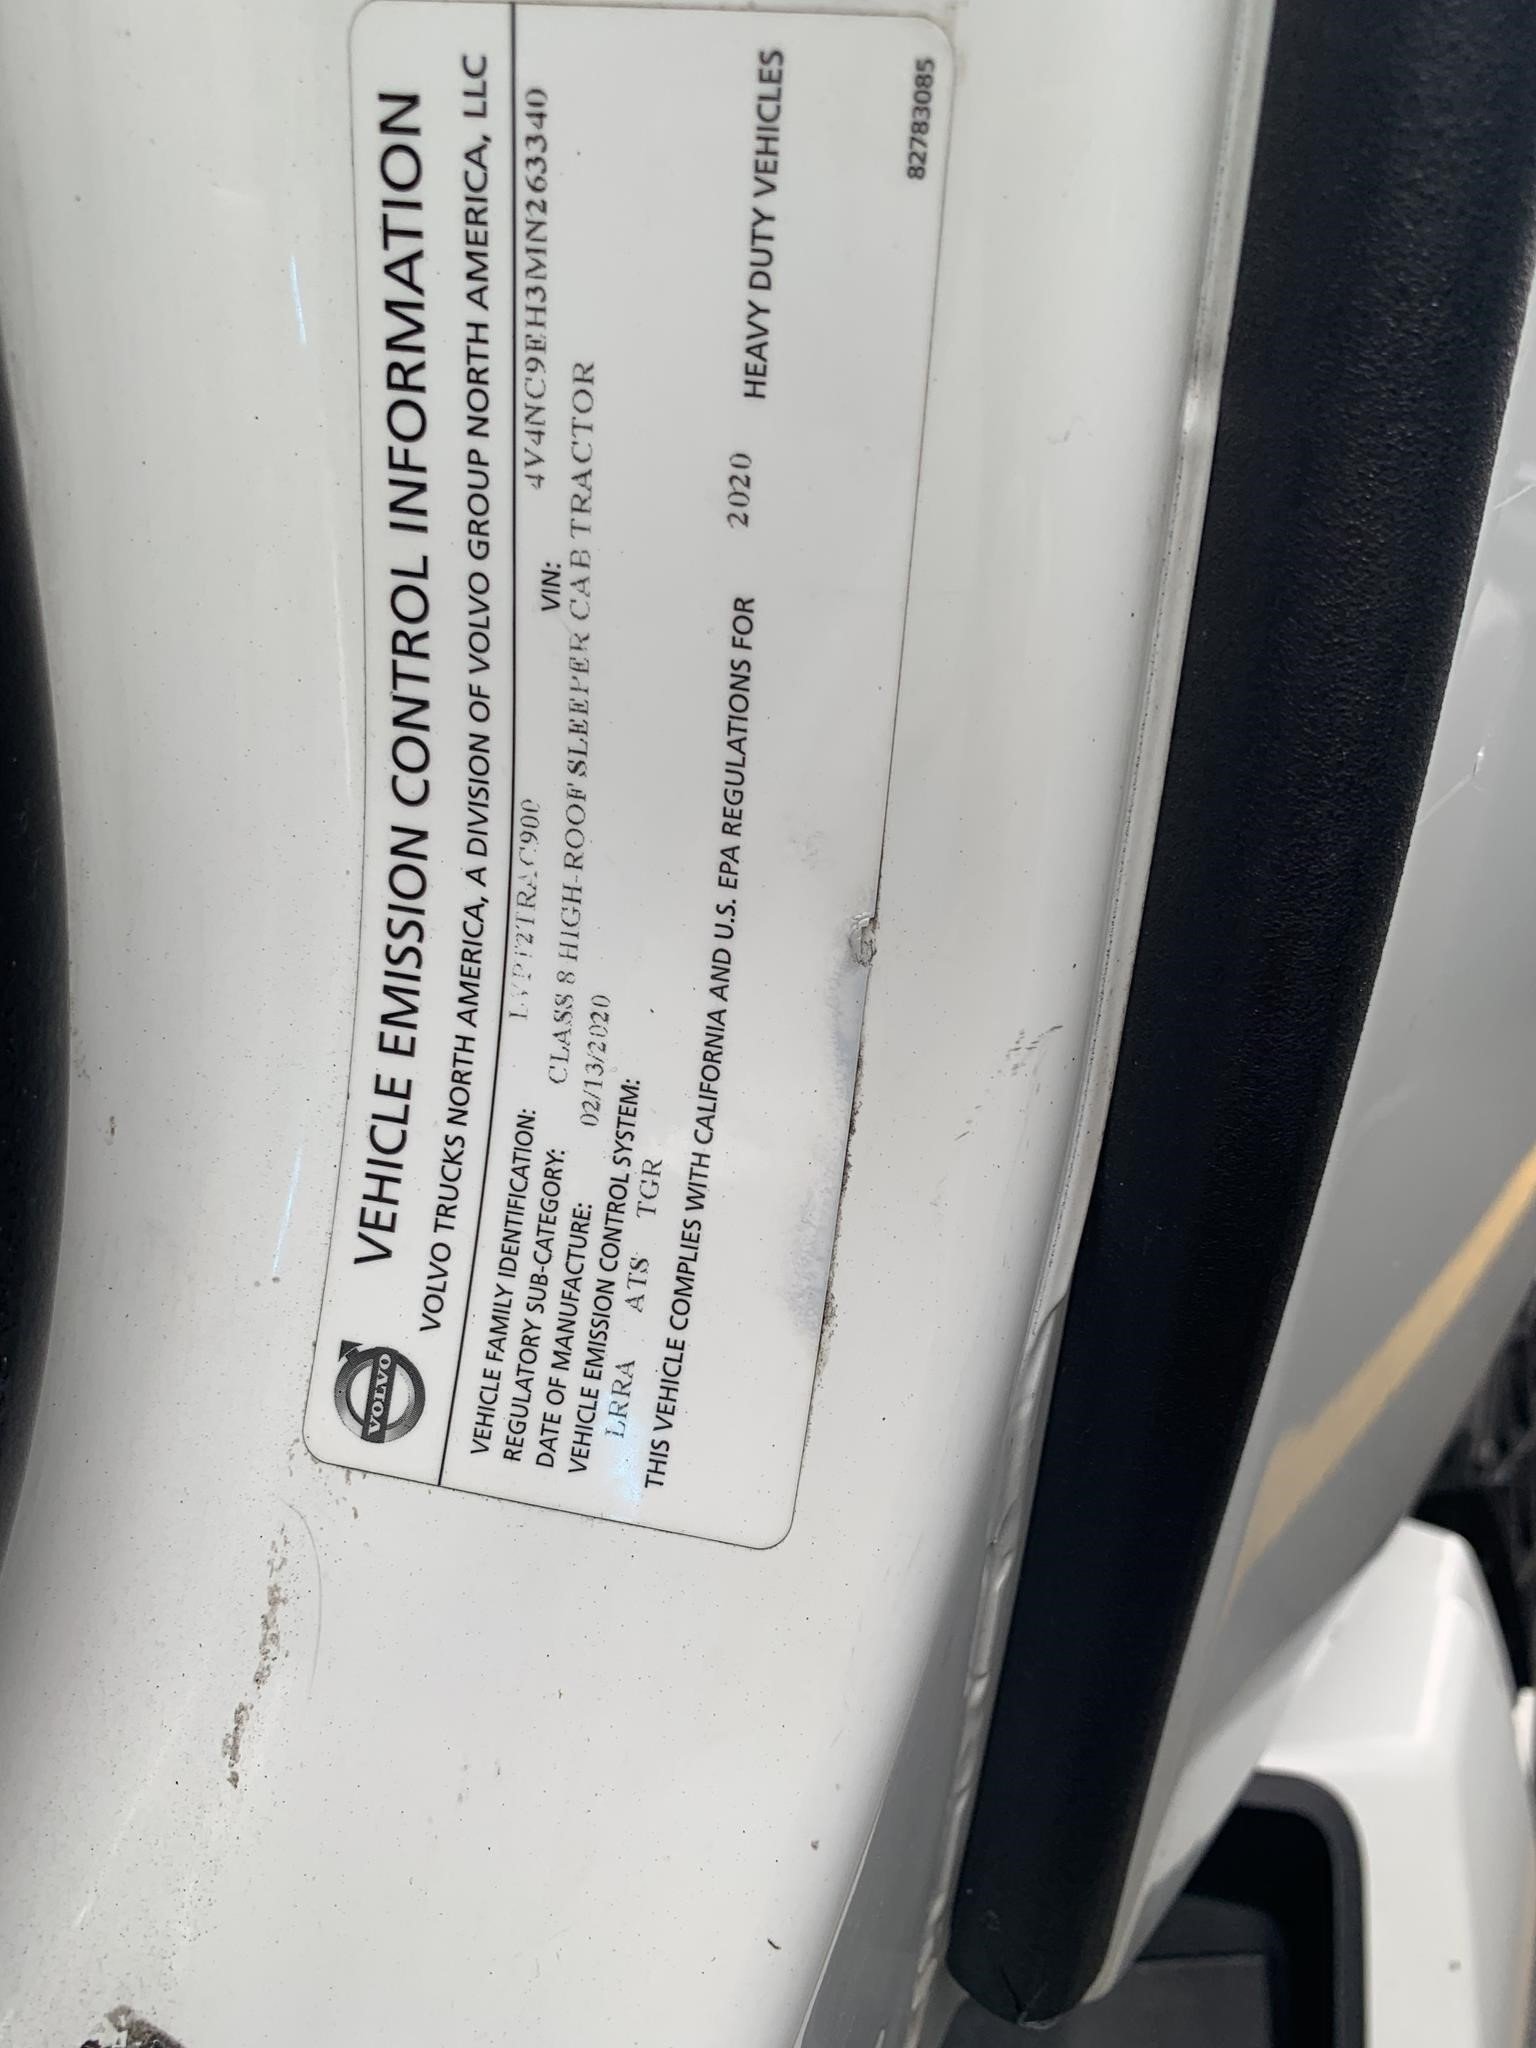 VOLVO
VEHICLE EMISSION CONTROL INFORMATION
VOLVO TRUCKS NORTH AMERICA, A DIVISION OF VOLVO GROUP NORTH AMERICA, LLC
VEHICLE FAMILY IDENTIFICATION: VIN: 4V4NC9EH3MN263340
REGULATORY SUB-CATEGORY: CLASS 8 HIGH-ROOF SLEEPER CAB TRACTOR
DATE OF MANUFACTURE: 02/13/2020
VEHICLE EMISSION CONTROL SYSTEM:
LRRA ATS TGR
THIS VEHICLE COMPLIES WITH CALIFORNIA AND U.S. EPA REGULATIONS FOR 2020 HEAVY DUTY VEHICLES
82783085